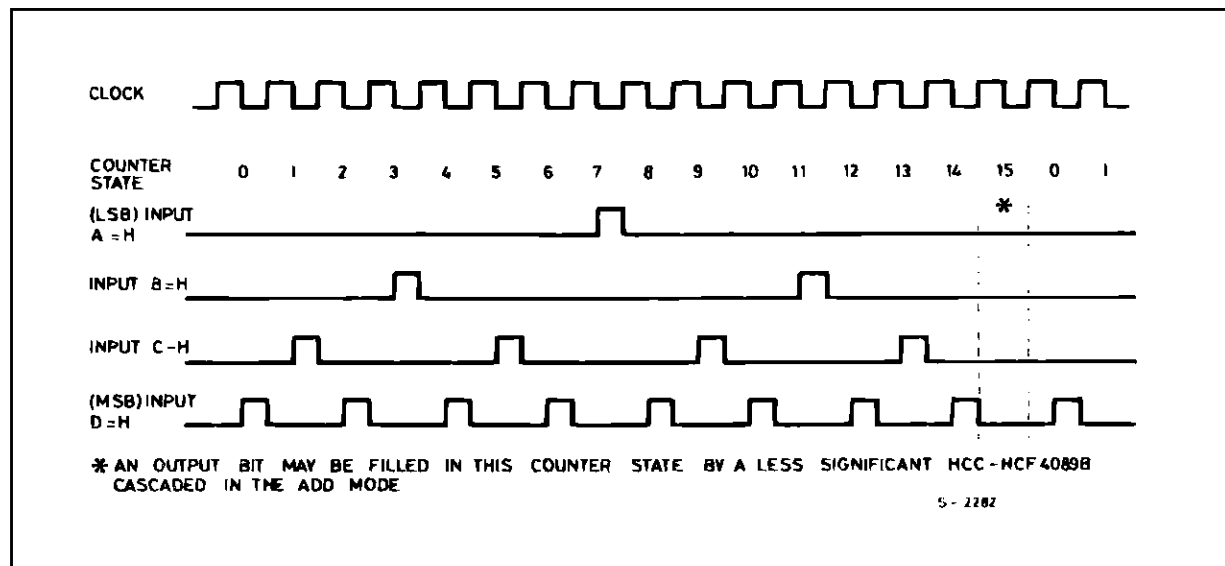 CLOCK
COUNTER
STATE
0 1 2 3 4 5 6 7 8 9 10 11 12 13 14 15 0 1
*
(LSB) INPUT
A = H
INPUT B = H
INPUT C - H
(MSB) INPUT
D = H
* AN OUTPUT BIT MAY BE FILLED IN THIS COUNTER STATE BY A LESS SIGNIFICANT HCC - HCF 4089B
CASCADED IN THE ADD MODE
S - 2282